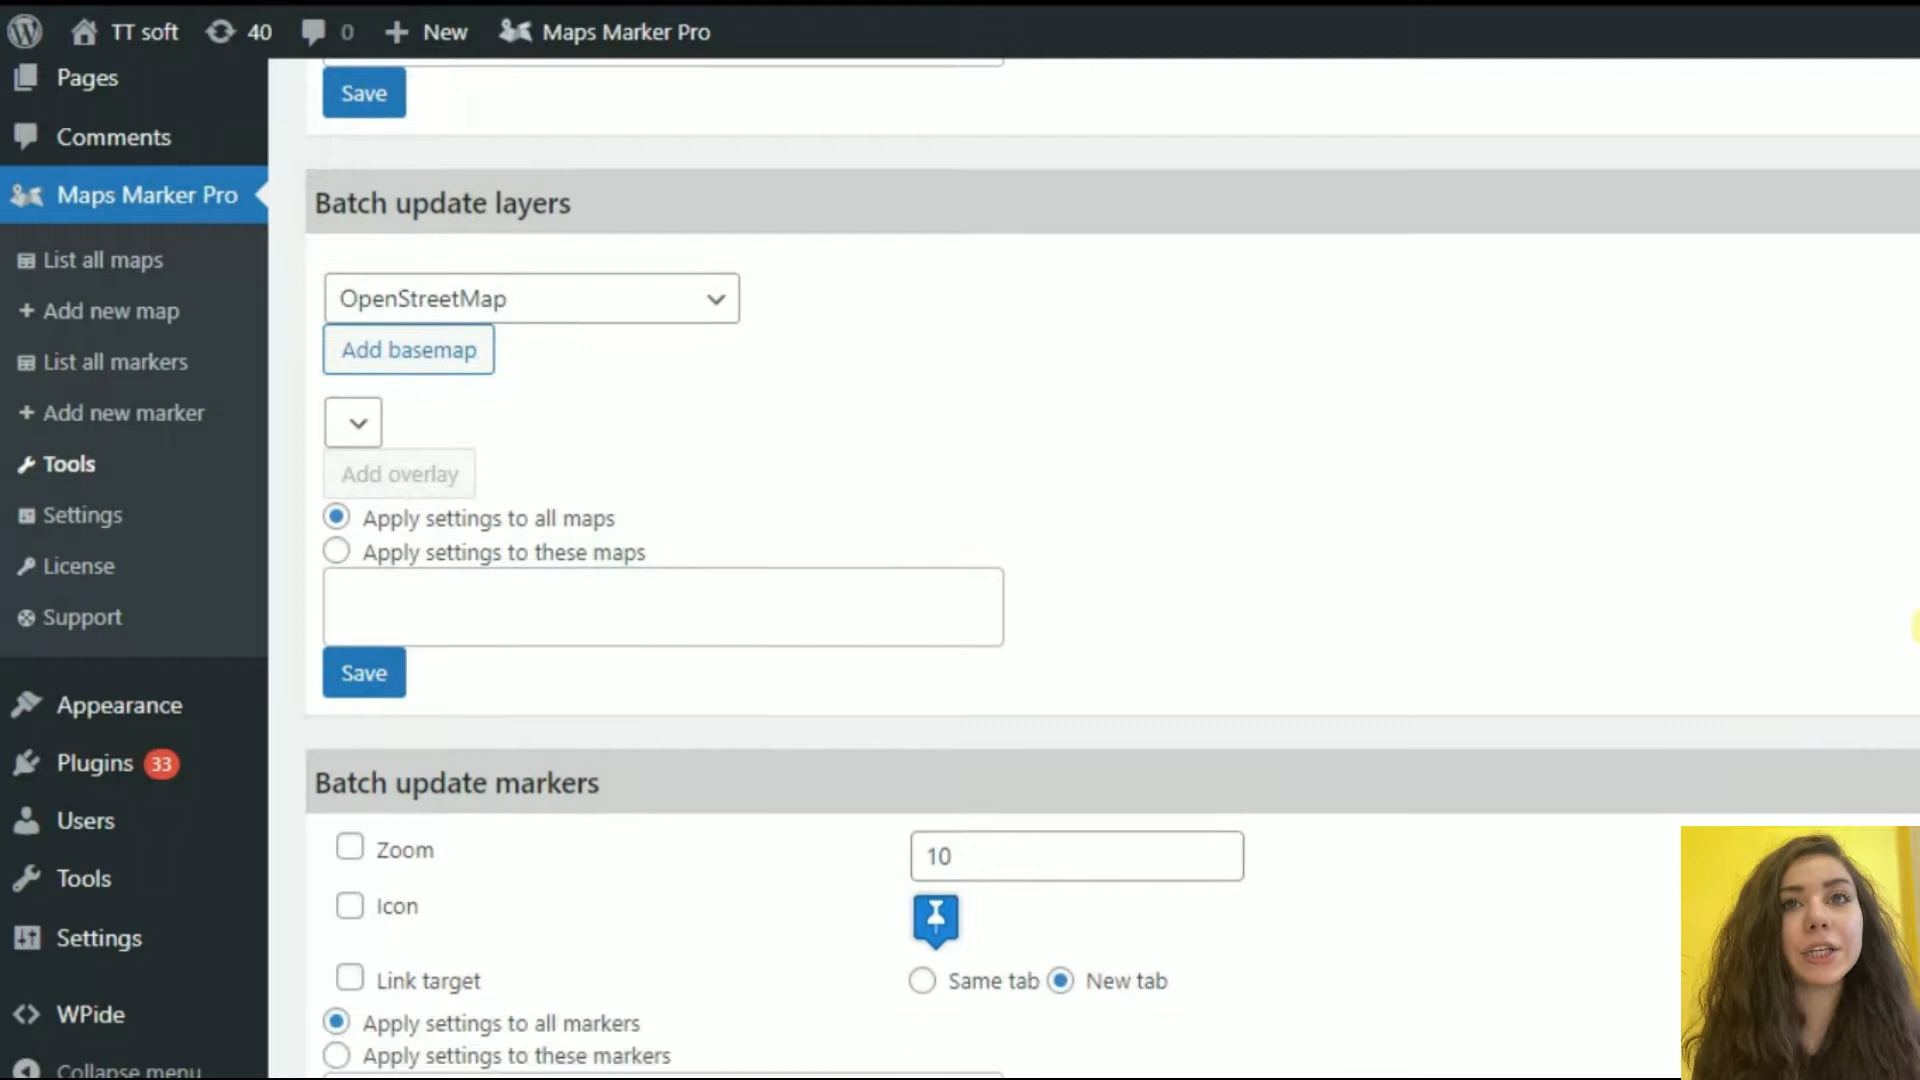 TT soft 40 0 New Maps Marker Pro
Pages
Comments
Maps Marker Pro
List all maps
Add new map
List all markers
Add new marker
Tools
Settings
License
Support
Appearance
Plugins 33
Users
Tools
Settings
WPide
Collapse menu
Save
Batch update layers
OpenStreetMap
Add basemap
Add overlay
Apply settings to all maps
Apply settings to these maps
Save
Batch update markers
Zoom 10
Icon
Link target Same tab New tab
Apply settings to all markers
Apply settings to these markers